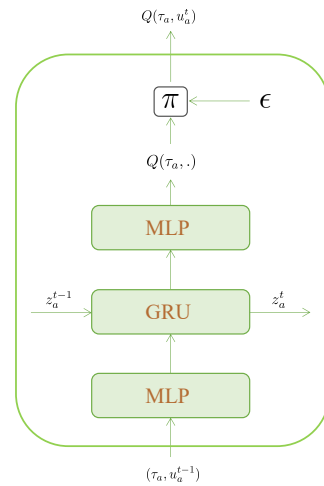 Q(τ_a, u_a^t)
π
ϵ
Q(τ_a, .)
MLP
z_a^{t-1}
GRU
z_a^t
MLP
(τ_a, u_a^{t-1})